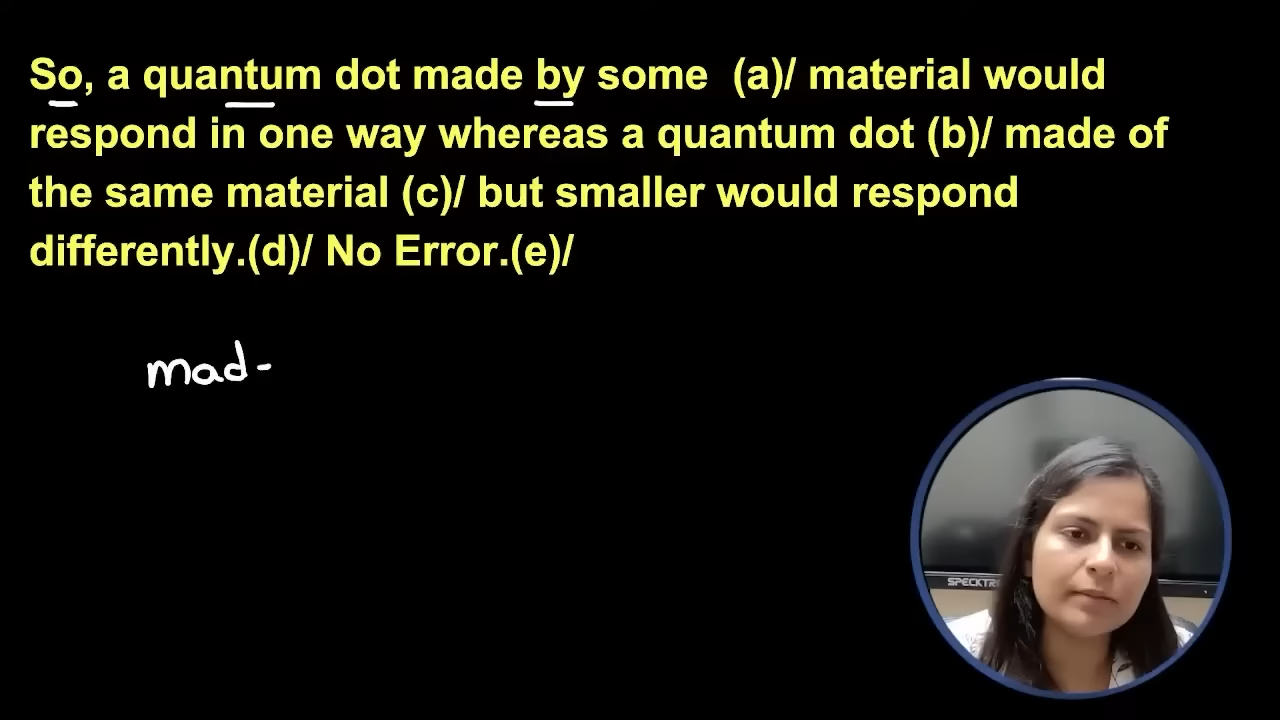 So, a quantum dot made by some (a)/ material would
respond in one way whereas a quantum dot (b)/ made of
the same material (c)/ but smaller would respond
differently.(d)/ No Error.(e)/
mad-
SPECKTR